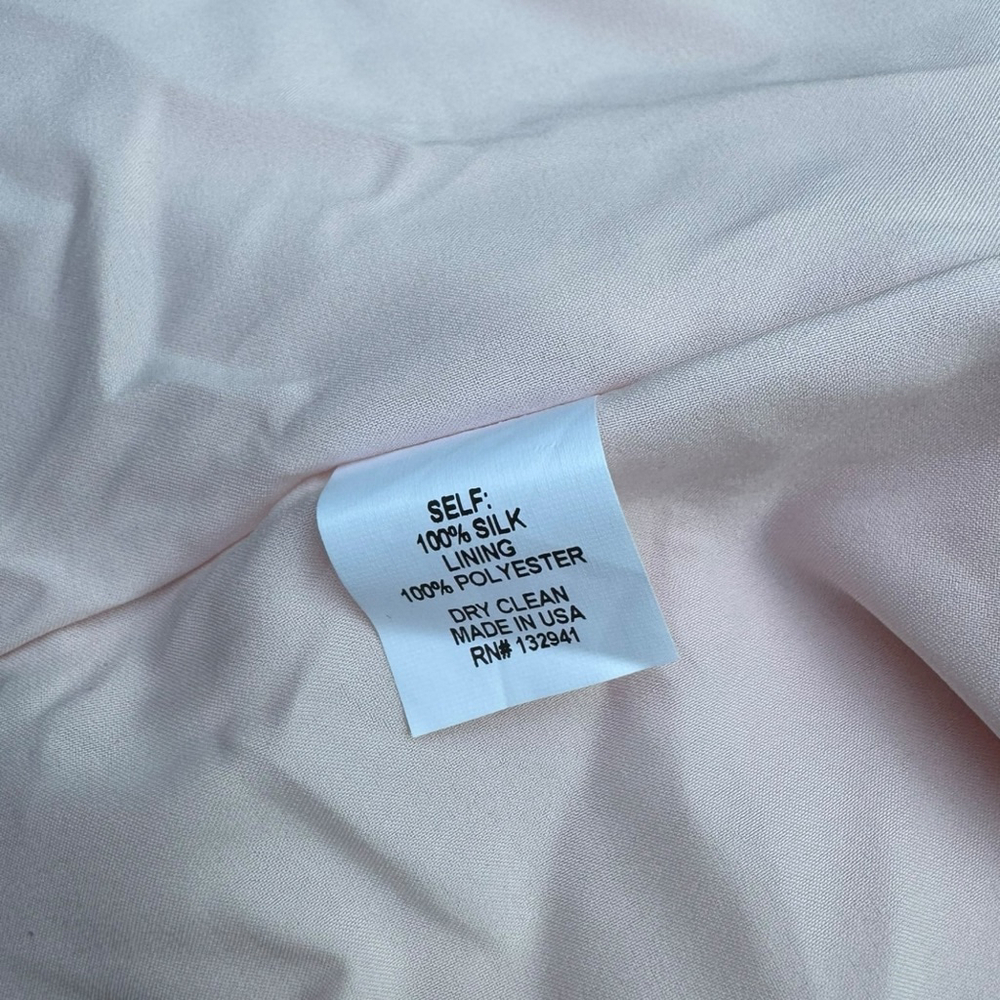 SELF:
100% SILK
LINING
100% POLYESTER
DRY CLEAN
MADE IN USA
RN# 132941